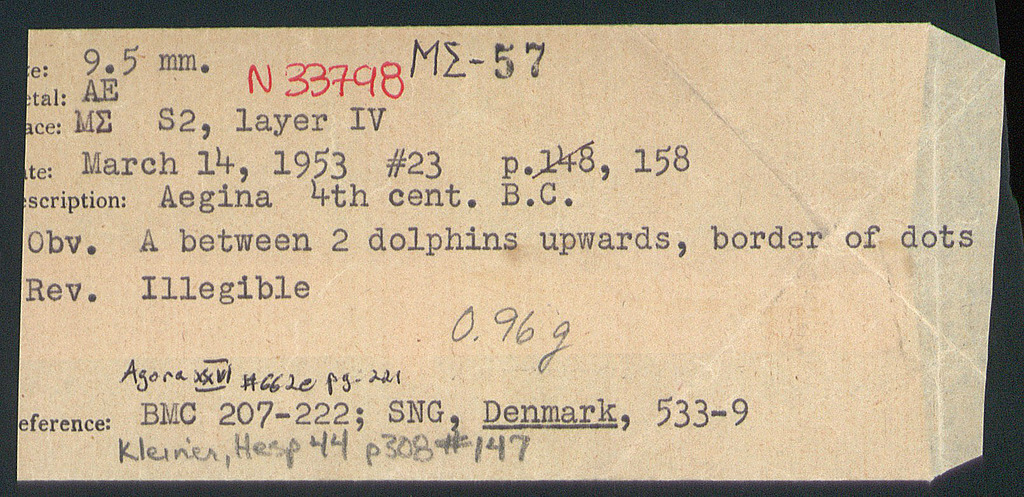 e: 9.5 mm. ΜΣ-57
N 33798
etal: AE
ace: ΜΣ S2, layer IV
te: March 14, 1953 #23 p.148, 158
escription: Aegina 4th cent. B.C.
Obv. A between 2 dolphins upwards, border of dots
Rev. Illegible
0.96 g
Agora XXVI #662e pg. 221
eference: BMC 207-222; SNG, Denmark, 533-9
Kleiner, Hesp 44 p308 #147